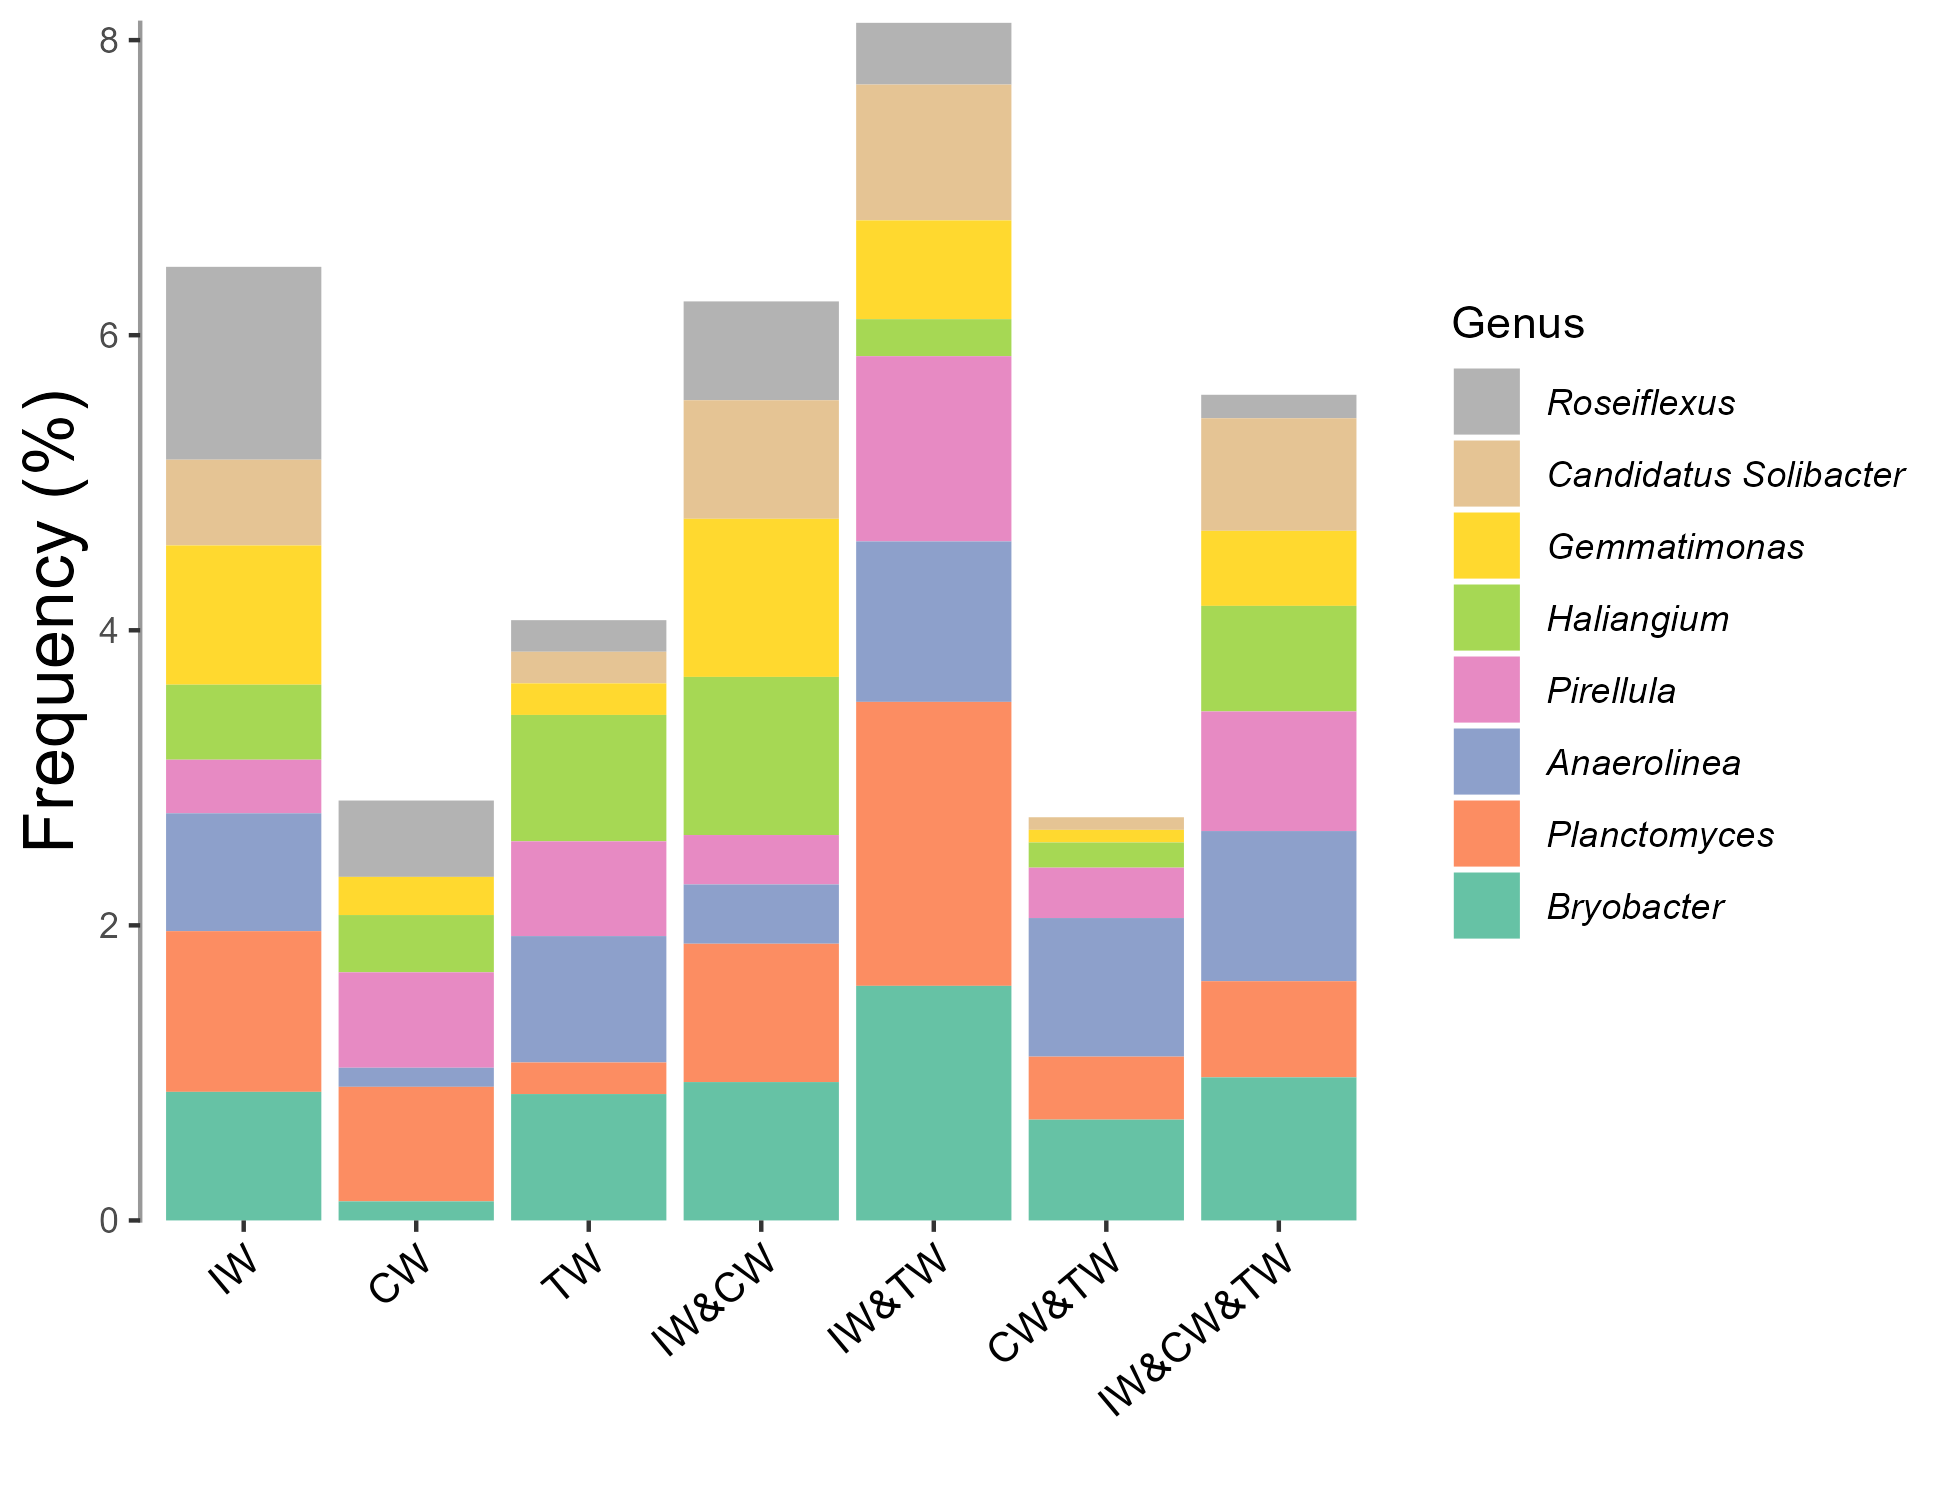 Frequency (%)
8
6
4
2
0
IW
CW
TW
IW&CW
IW&TW
CW&TW
IW&CW&TW
Genus
Roseiflexus
Candidatus Solibacter
Gemmatimonas
Haliangium
Pirellula
Anaerolinea
Planctomyces
Bryobacter